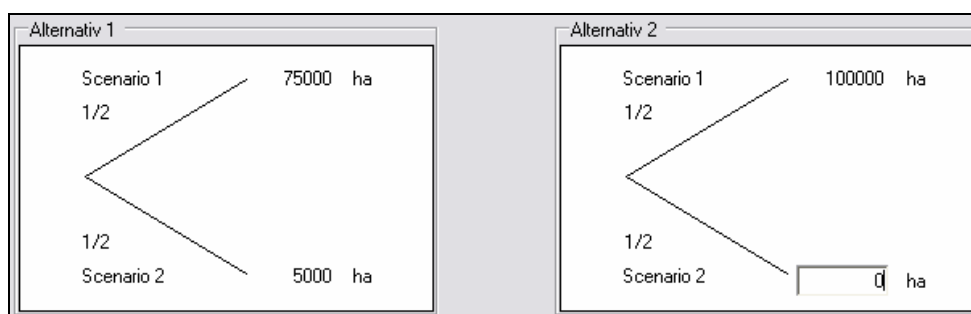 Alternativ 1
Scenario 1 75000 ha
1/2
1/2
Scenario 2 5000 ha
Alternativ 2
Scenario 1 100000 ha
1/2
1/2
Scenario 2 0 ha